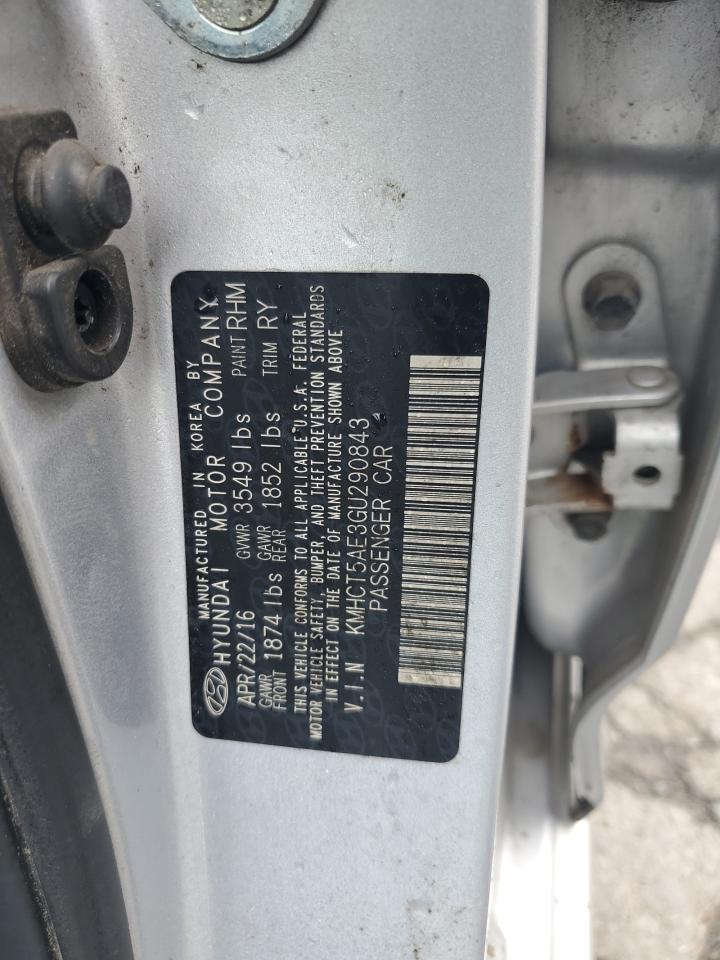 MANUFACTURED IN KOREA BY
HYUNDAI MOTOR COMPANY
APR/22/16 GVWR 3549 lbs PAINT RHM
GAWR FRONT 1874 lbs GAWR REAR 1852 lbs TRIM RY
THIS VEHICLE CONFORMS TO ALL APPLICABLE U.S.A. FEDERAL
MOTOR VEHICLE SAFETY, BUMPER, AND THEFT PREVENTION STANDARDS
IN EFFECT ON THE DATE OF MANUFACTURE SHOWN ABOVE
V.I.N KMHCT5AE3GU290843
PASSENGER CAR